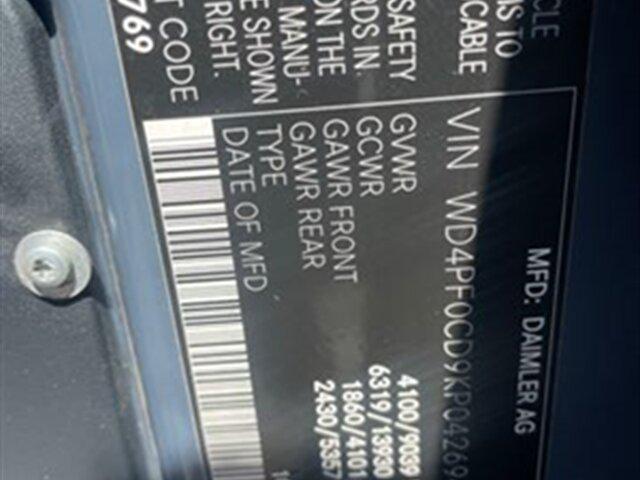 CLE
IS TO
CABLE
SAFETY
RDS IN.
ON THE
MANU-
E SHOWN
RIGHT.
T CODE
769
MFD: DAIMLER AG
VIN WD4PF0CD9KP04269
GVWR 4100/9039
GCWR 6319/13930
GAWR FRONT 1860/4101
GAWR REAR 2430/5357
TYPE
DATE OF MFD